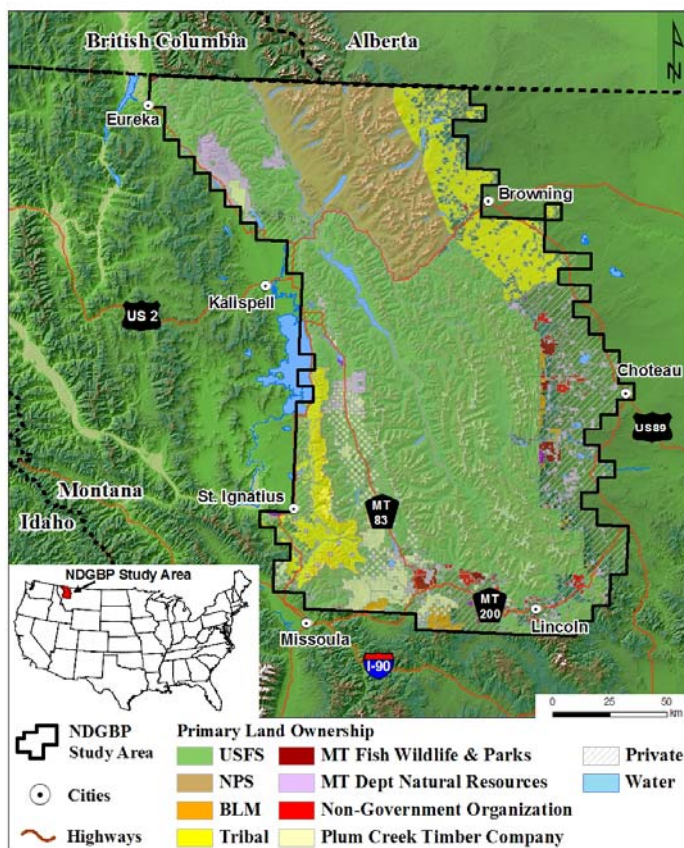 British Columbia
Alberta
N
Eureka
Browning
Kalispell
US 2
Choteau
US89
St. Ignatius
Montana
Idaho
MT
83
NDGBP Study Area
MT
200
Lincoln
Missoula
I-90
0 25 50
km
NDGBP
Study Area
Cities
Highways
Primary Land Ownership
USFS
NPS
BLM
Tribal
MT Fish Wildlife & Parks
MT Dept Natural Resources
Non-Government Organization
Plum Creek Timber Company
Private
Water